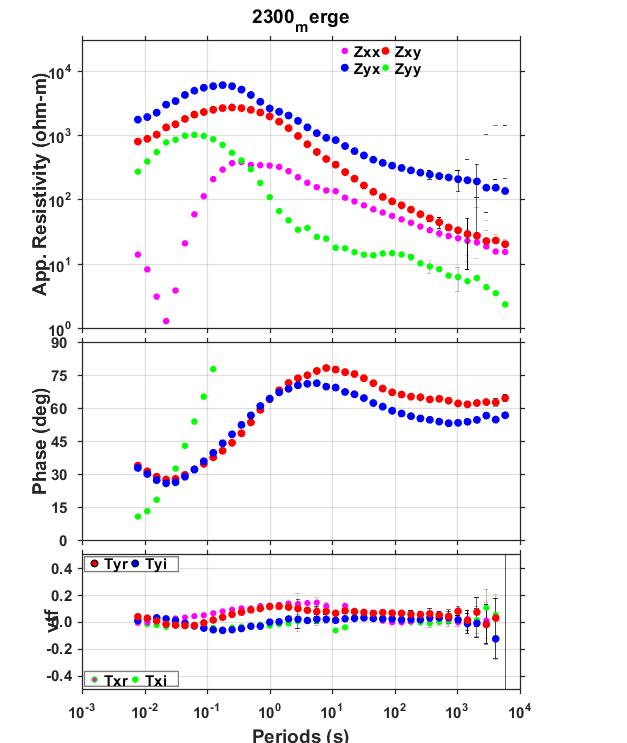 2300merge
Zxx Zxy
Zyx Zyy
App. Resistivity (ohm-m)
10^4
10^3
10^2
10^1
10^0
Phase (deg)
90
75
60
45
30
15
0
Tyr Tyi
0.4
0.2
0.0
-0.2
-0.4
Txr Txi
10^-3 10^-2 10^-1 10^0 10^1 10^2 10^3 10^4
Periods (s)